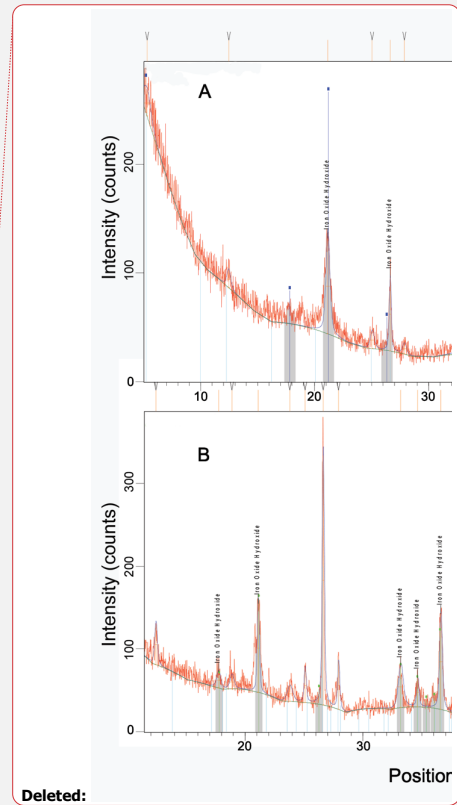 A
Intensity (counts)
200
100
0
Iron Oxide Hydroxide
Iron Oxide Hydroxide
10
20
30
B
Intensity (counts)
300
200
100
0
Iron Oxide Hydroxide
Iron Oxide Hydroxide
Iron Oxide Hydroxide
Iron Oxide Hydroxide
Iron Oxide Hydroxide
20
30
Position
Deleted: